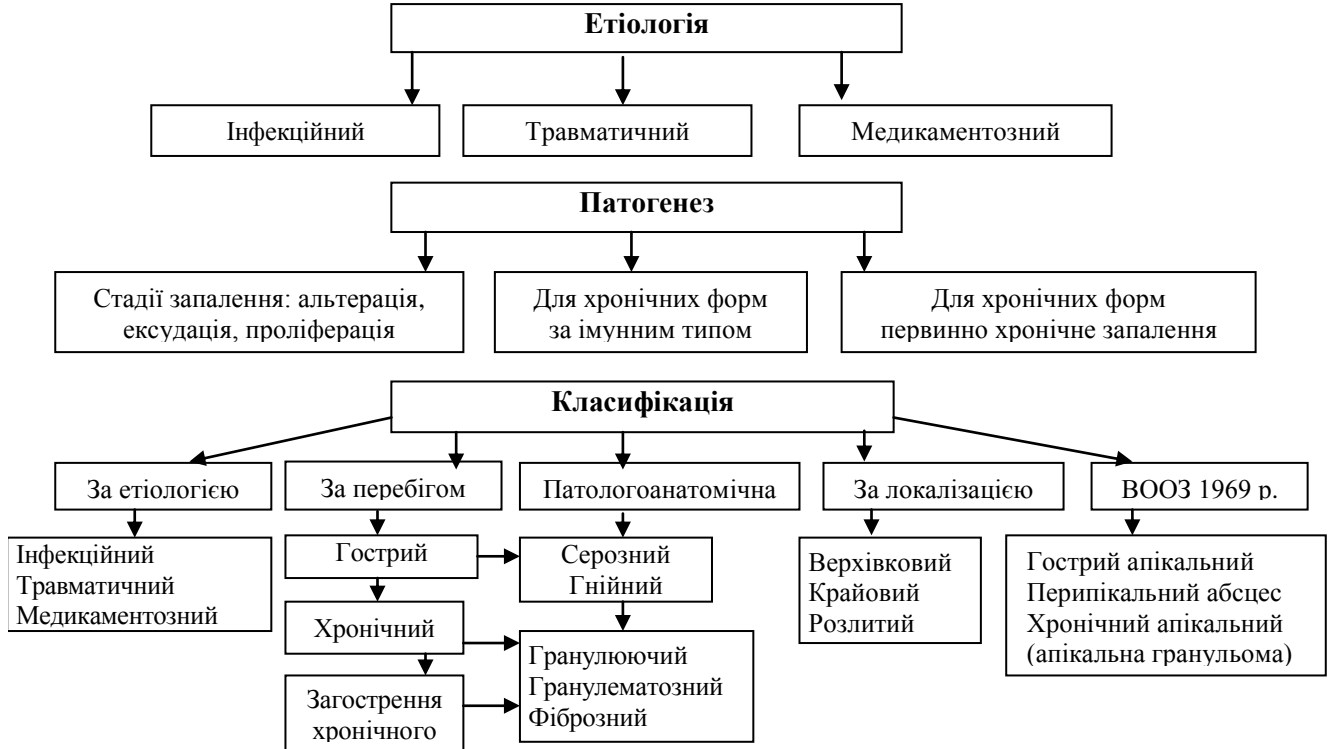 Етіологія
Інфекційний
Травматичний
Медикаментозний
Патогенез
Стадії запалення: альтерація,
ексудація, проліферація
Для хронічних форм
за імунним типом
Для хронічних форм
первинно хронічне запалення
Класифікація
За етіологією
За перебігом
Патологоанатомічна
За локалізацією
ВООЗ 1969 р.
Інфекційний
Травматичний
Медикаментозний
Гострий
Хронічний
Загострення
хронічного
Серозний
Гнійний
Гранулюючий
Гранулематозний
Фіброзний
Верхівковий
Крайовий
Розлитий
Гострий апікальний
Перипікальний абсцес
Хронічний апікальний
(апікальна гранульома)